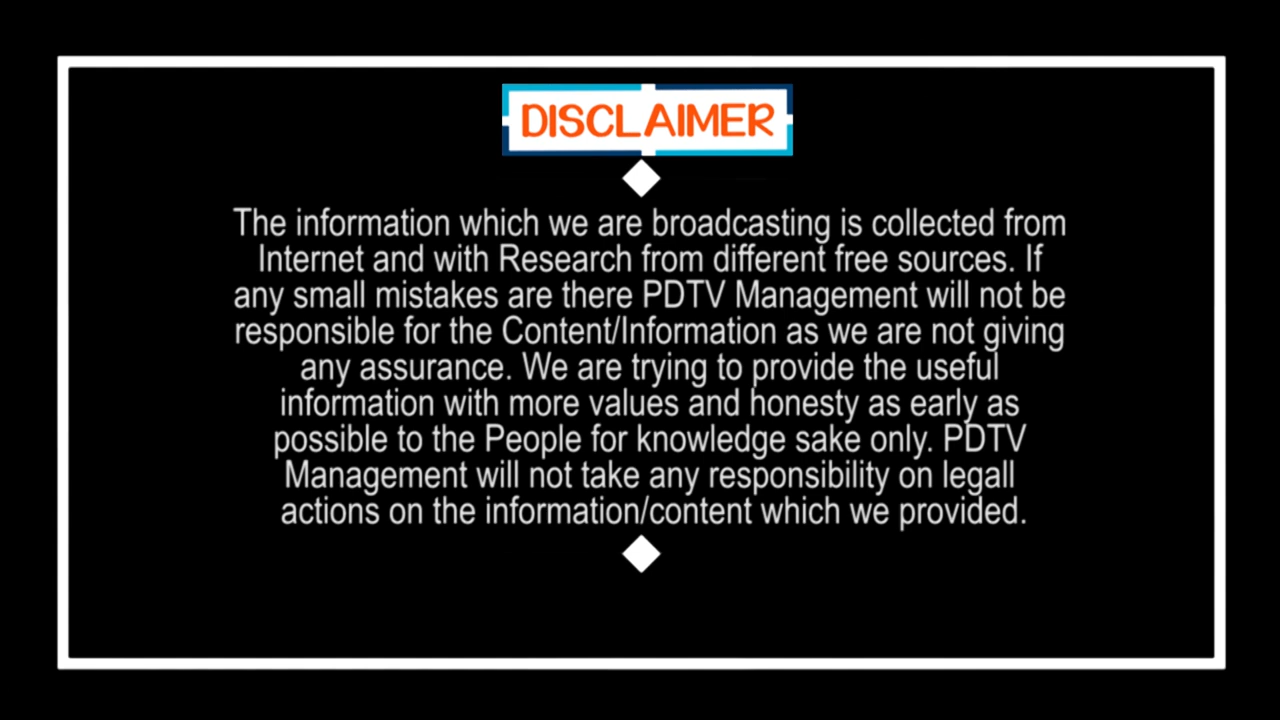 DISCLAIMER
The information which we are broadcasting is collected from
Internet and with Research from different free sources. If
any small mistakes are there PDTV Management will not be
responsible for the Content/Information as we are not giving
any assurance. We are trying to provide the useful
information with more values and honesty as early as
possible to the People for knowledge sake only. PDTV
Management will not take any responsibility on legall
actions on the information/content which we provided.